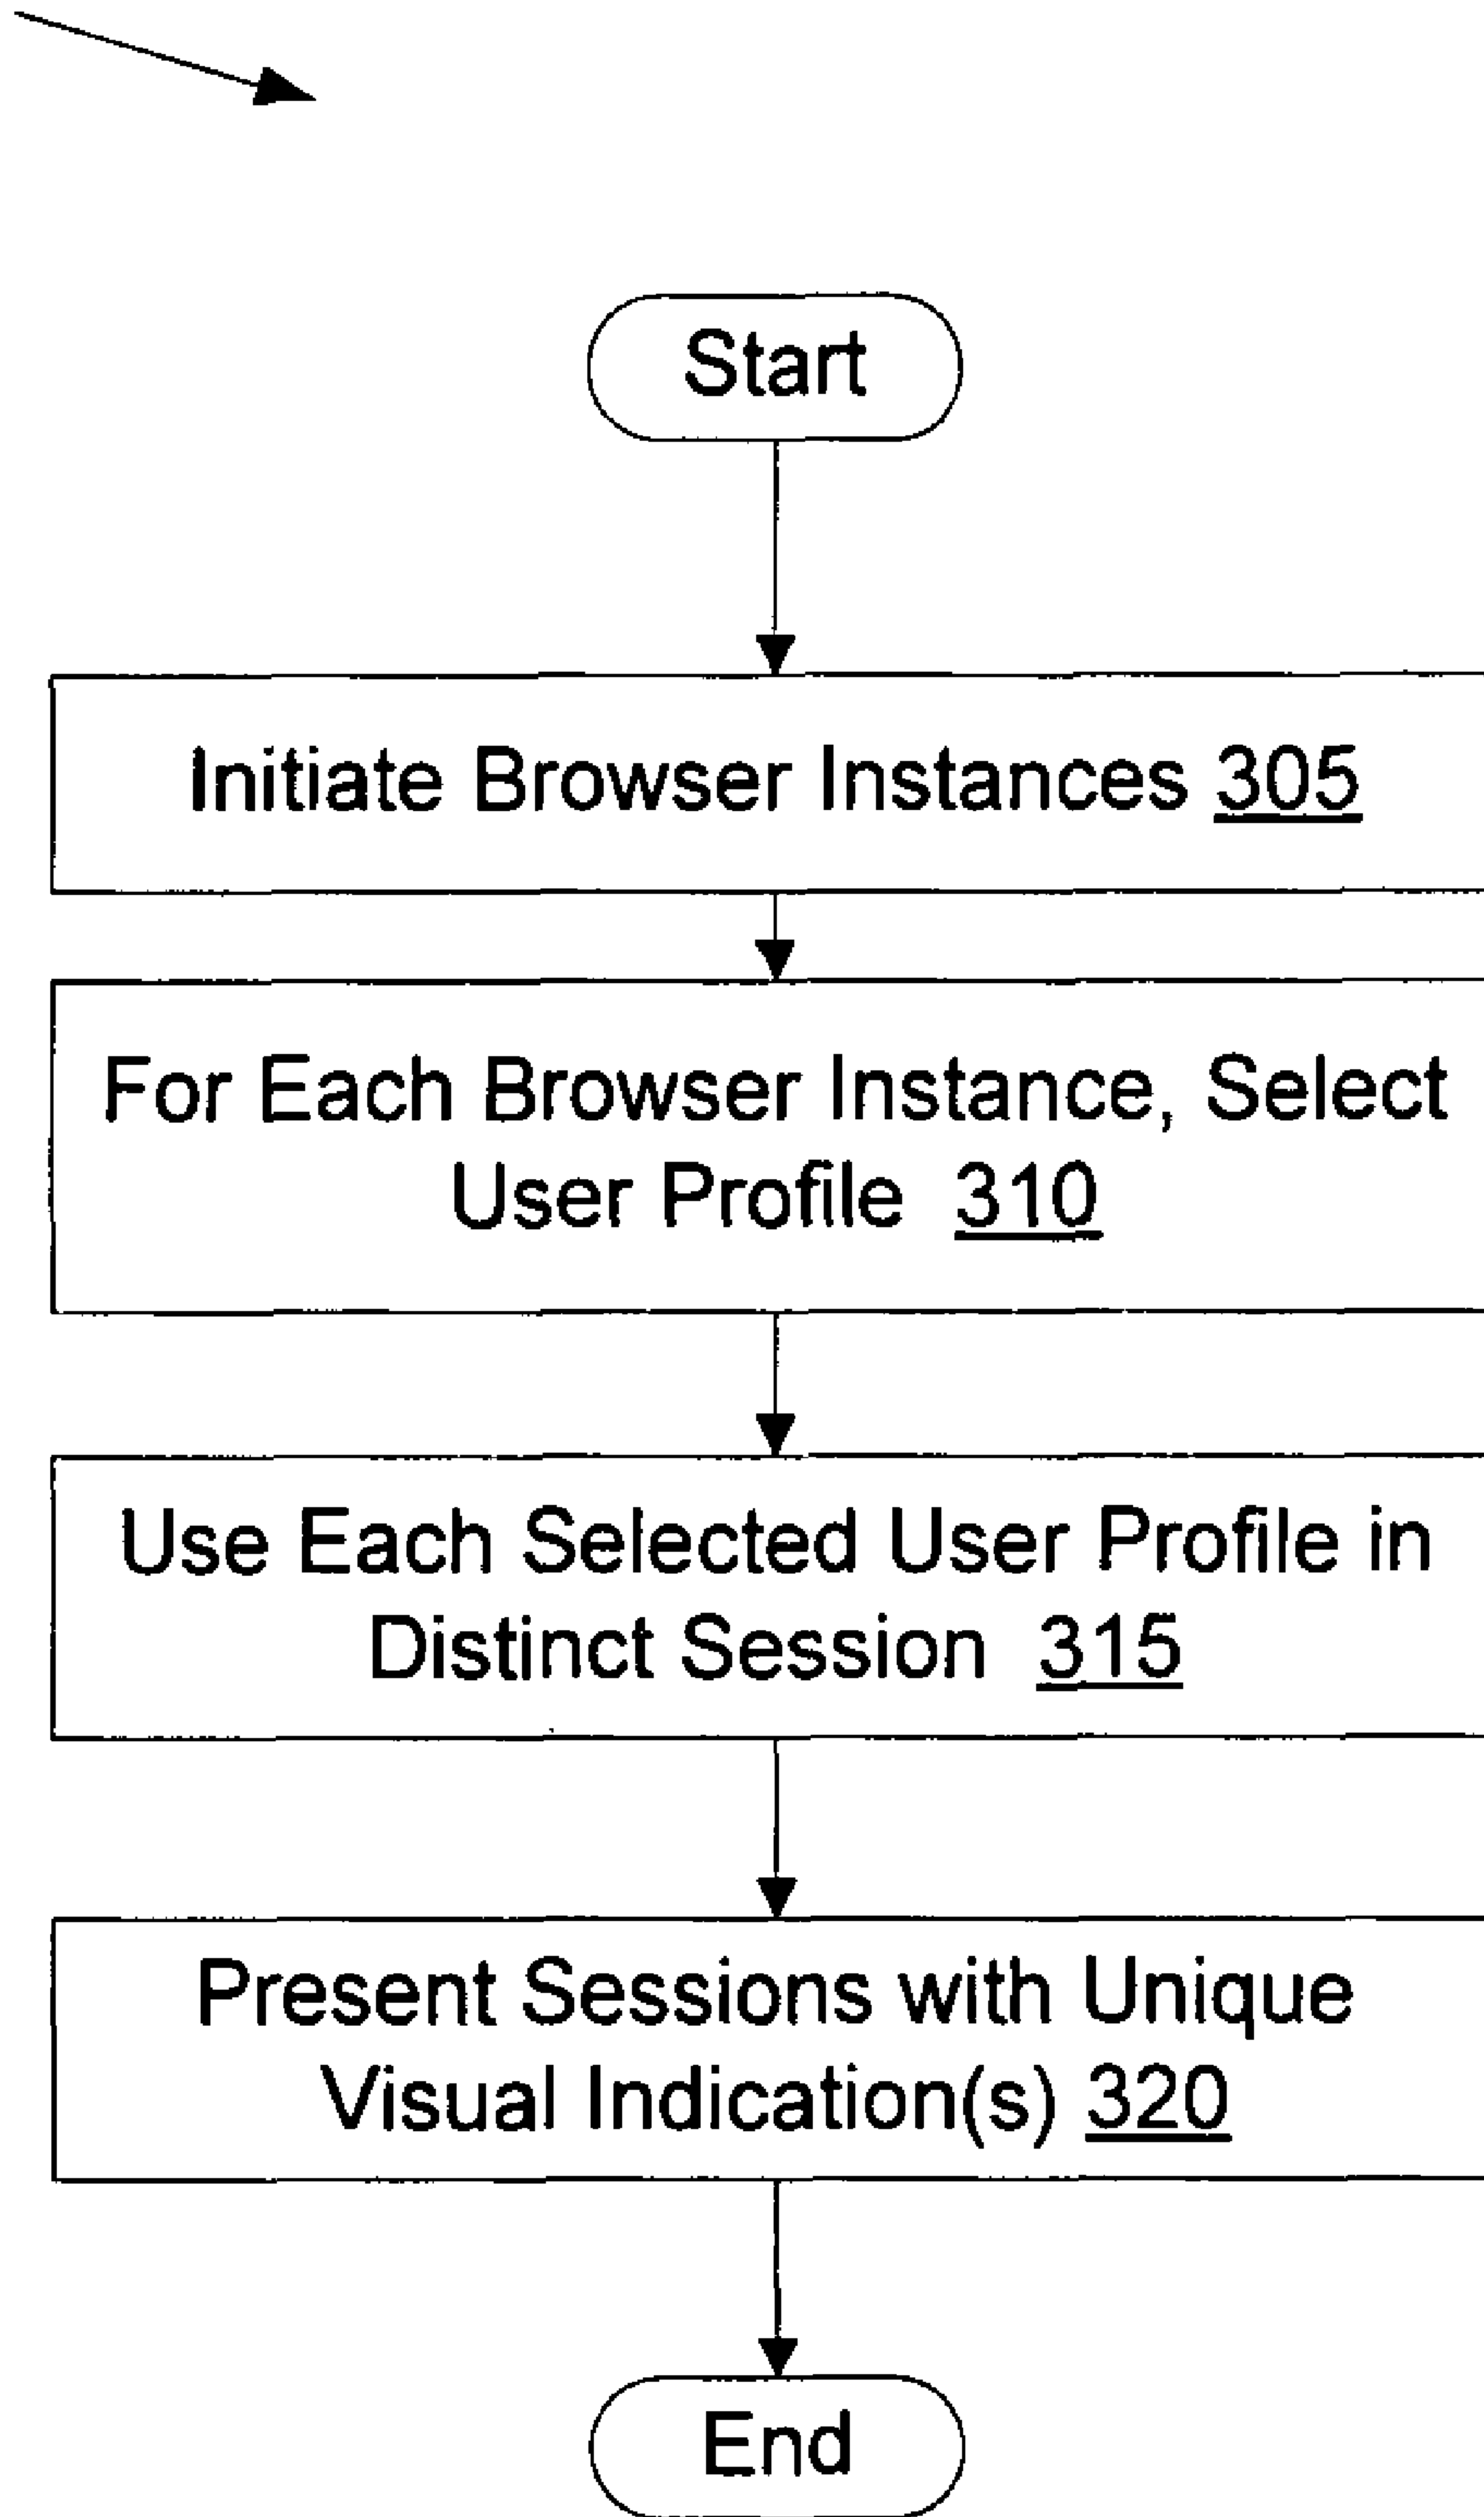 Start
Initiate Browser Instances 305
For Each Browser Instance, Select
User Profile 310
Use Each Selected User Profile in
Distinct Session 315
Present Sessions with Unique
Visual Indication(s) 320
End